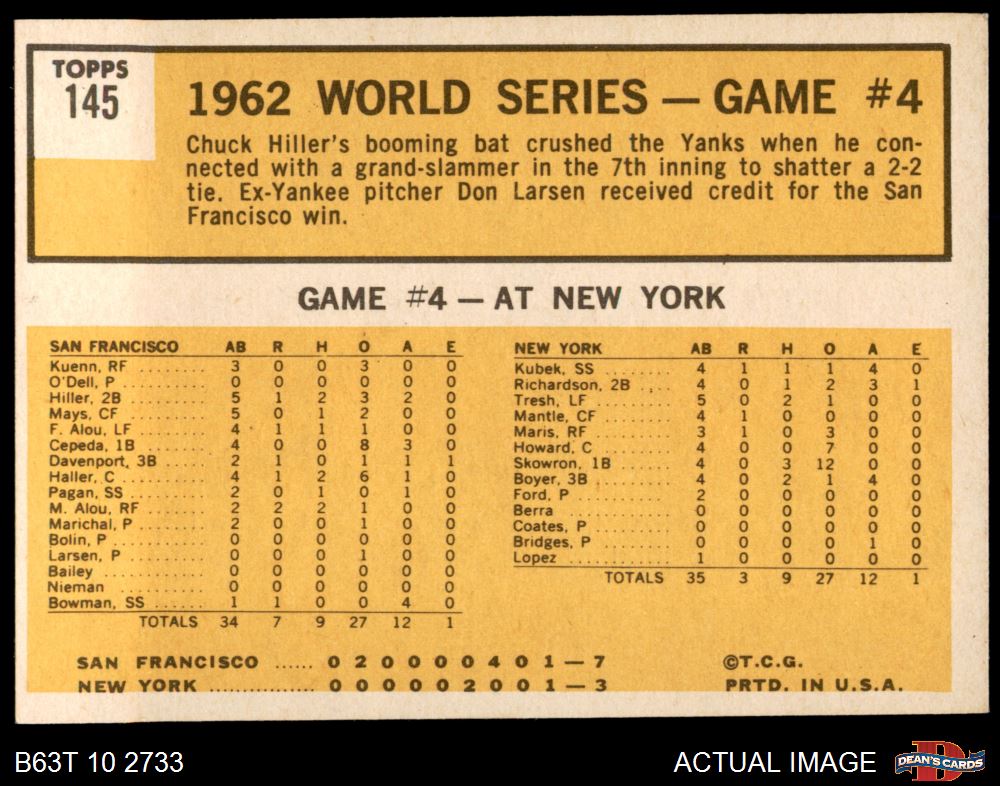 TOPPS
145
1962 WORLD SERIES — GAME #4
Chuck Hiller's booming bat crushed the Yanks when he con-
nected with a grand-slammer in the 7th inning to shatter a 2-2
tie. Ex-Yankee pitcher Don Larsen received credit for the San
Francisco win.
GAME #4 — AT NEW YORK
SAN FRANCISCO AB R H O A E
Kuenn, RF ........ 3 0 0 3 0 0
O'Dell, P ......... 0 0 0 0 0 0
Hiller, 2B ........ 5 1 2 3 2 0
Mays, CF ........ 5 0 1 2 0 0
F. Alou, LF ....... 4 1 1 1 0 0
Cepeda, 1B ....... 4 0 0 8 3 0
Davenport, 3B ..... 2 1 0 1 1 1
Haller, C ......... 4 1 2 6 1 0
Pagan, SS ........ 2 0 1 0 1 0
M. Alou, RF ...... 2 2 2 1 0 0
Marichal, P ....... 2 0 0 1 0 0
Bolin, P .......... 0 0 0 0 0 0
Larsen, P ........ 0 0 0 1 0 0
Bailey ........... 0 0 0 0 0 0
Nieman .......... 0 0 0 0 0 0
Bowman, SS ...... 1 1 0 0 4 0
TOTALS 34 7 9 27 12 1
NEW YORK AB R H O A E
Kubek, SS ........ 4 1 1 1 4 0
Richardson, 2B .... 4 0 1 2 3 1
Tresh, LF ........ 5 0 2 1 0 0
Mantle, CF ....... 4 1 0 0 0 0
Maris, RF ........ 3 1 0 3 0 0
Howard, C ....... 4 0 0 7 0 0
Skowron, 1B ...... 4 0 3 12 0 0
Boyer, 3B ........ 4 0 2 1 4 0
Ford, P .......... 2 0 0 0 0 0
Berra ........... 0 0 0 0 0 0
Coates, P ........ 0 0 0 0 0 0
Bridges, P ....... 0 0 0 0 1 0
Lopez ........... 1 0 0 0 0 0
TOTALS 35 3 9 27 12 1
SAN FRANCISCO ...... 0 2 0 0 0 0 4 0 1 — 7
NEW YORK ................ 0 0 0 0 0 2 0 0 1 — 3
©T.C.G.
PRTD. IN U.S.A.
B63T 10 2733
ACTUAL IMAGE
D
DEAN'S CARDS